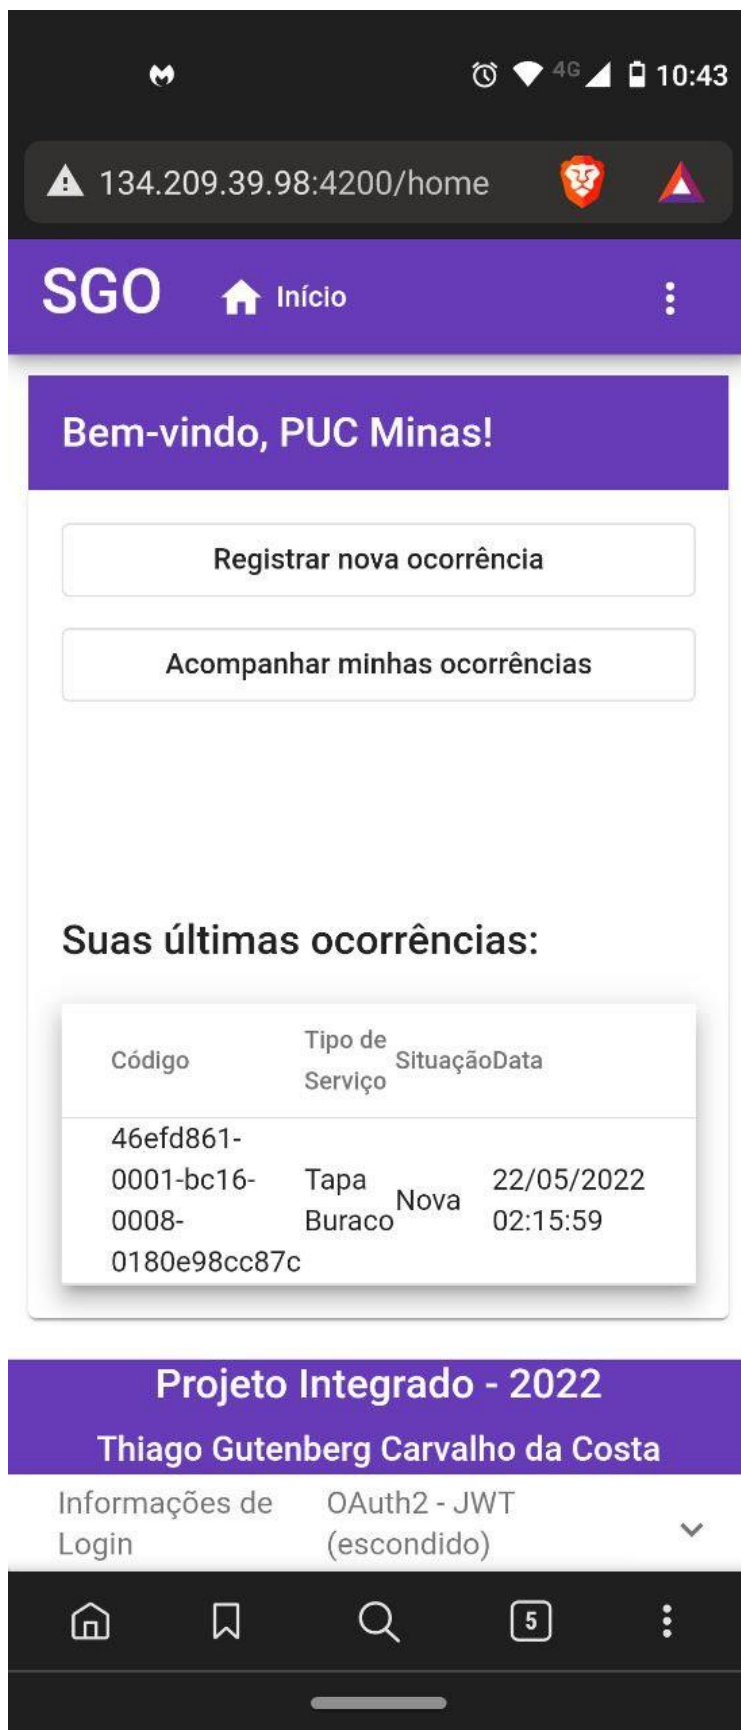 4G 10:43
134.209.39.98:4200/home
SGO Início
Bem-vindo, PUC Minas!
Registrar nova ocorrência
Acompanhar minhas ocorrências
Suas últimas ocorrências:
Código Tipo de Serviço Situação Data
46efd861-
0001-bc16-
0008-
0180e98cc87c
Tapa
Buraco
Nova
22/05/2022
02:15:59
Projeto Integrado - 2022
Thiago Gutenberg Carvalho da Costa
Informações de
Login
OAuth2 - JWT
(escondido)
5